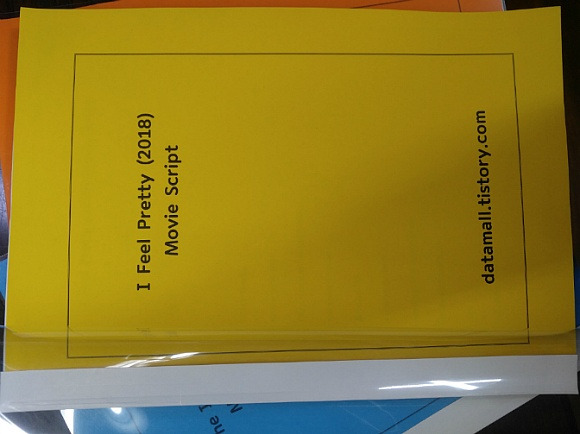 I Feel Pretty (2018)
Movie Script
datamall.tistory.com